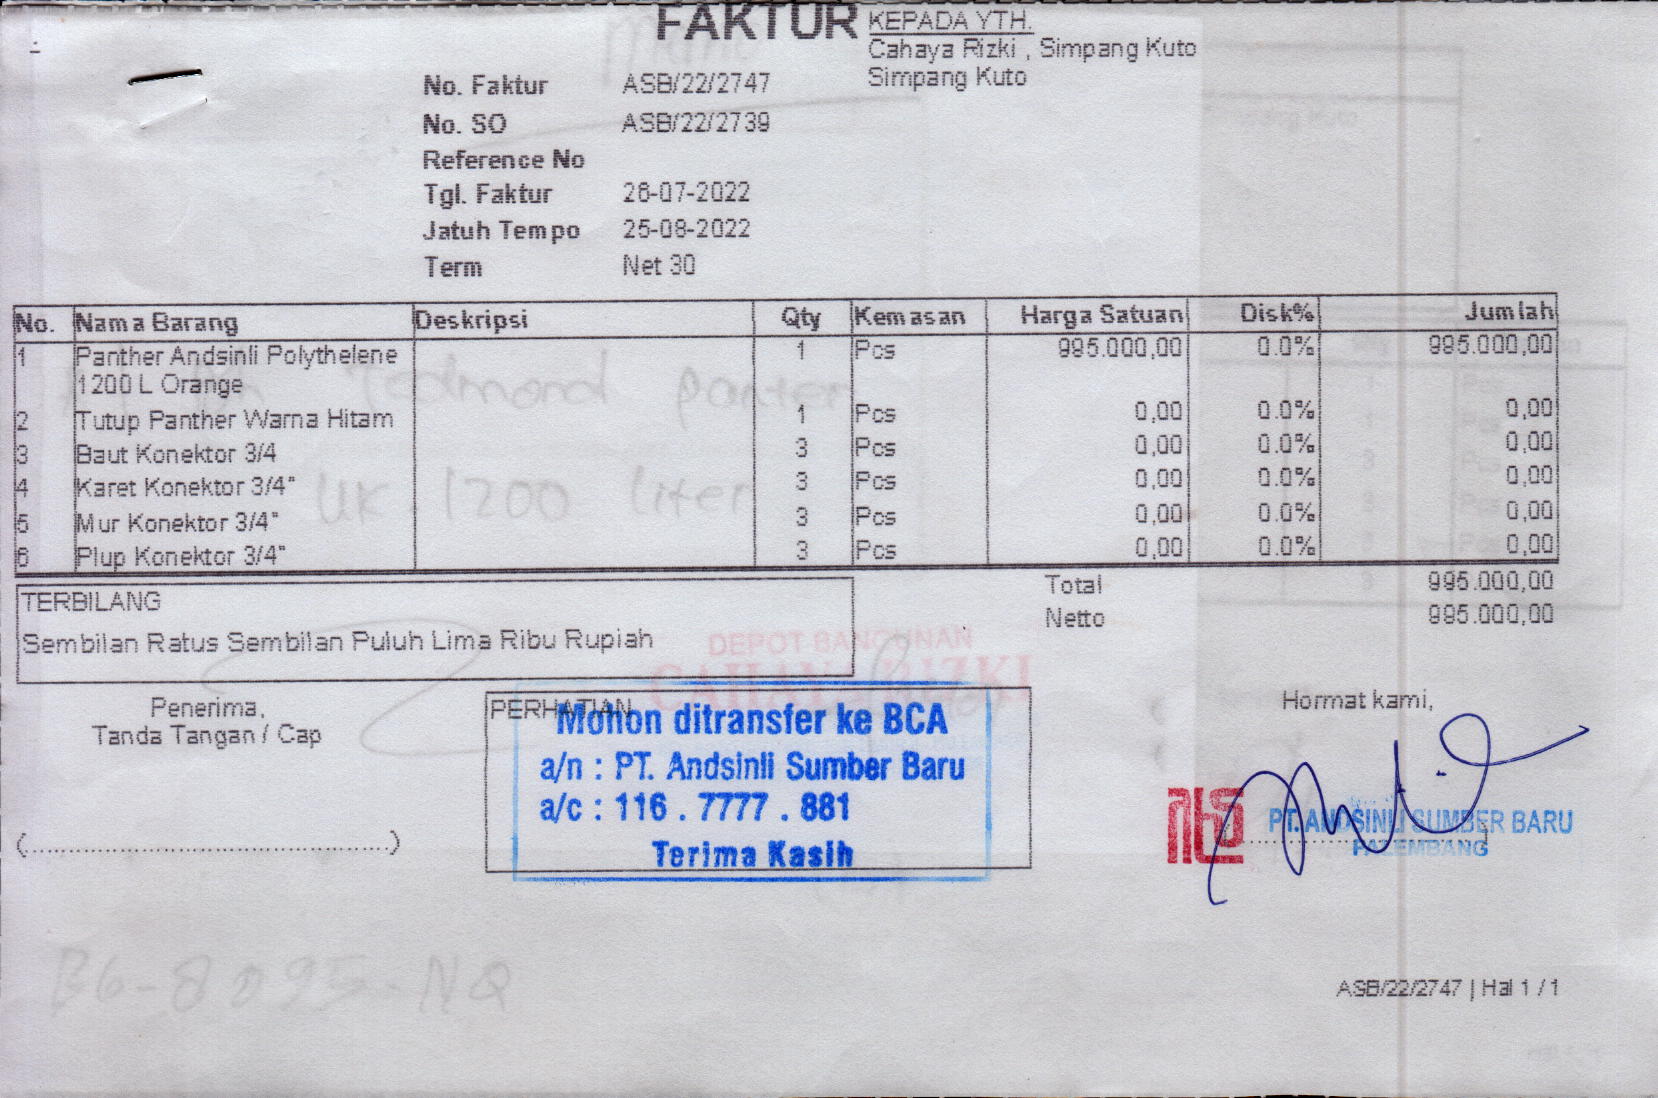 FAKTUR
KEPADA YTH.
Cahaya Rizki , Simpang Kuto
Simpang Kuto
No. Faktur ASB/22/2747
No. SO ASB/22/2739
Reference No
Tgl. Faktur 26-07-2022
Jatuh Tempo 25-08-2022
Term Net 30
No. Nama Barang Deskripsi Qty Kemasan Harga Satuan Disk% Jumlah
1 Panther Andsinli Polythelene 1 Pcs 995.000,00 0.0% 995.000,00
1200 L Orange
2 Tutup Panther Warna Hitam 1 Pcs 0,00 0.0% 0,00
3 Baut Konektor 3/4 3 Pcs 0,00 0.0% 0,00
4 Karet Konektor 3/4" 3 Pcs 0,00 0.0% 0,00
5 Mur Konektor 3/4" 3 Pcs 0,00 0.0% 0,00
6 Plup Konektor 3/4" 3 Pcs 0,00 0.0% 0,00
panter
UK. 1200 liter
Total 995.000,00
Netto 995.000,00
TERBILANG
Sembilan Ratus Sembilan Puluh Lima Ribu Rupiah
DEPOT BANGUNAN
CAHAYA RIZKI
Penerima,
Tanda Tangan / Cap
(..........................................................)
PERHATIAN
Mohon ditransfer ke BCA
a/n : PT. Andsinli Sumber Baru
a/c : 116 . 7777 . 881
Terima Kasih
Hormat kami,
PT. ANDSINLI SUMBER BARU
PALEMBANG
BG-8095-NQ
ASB/22/2747 | Hal 1 / 1